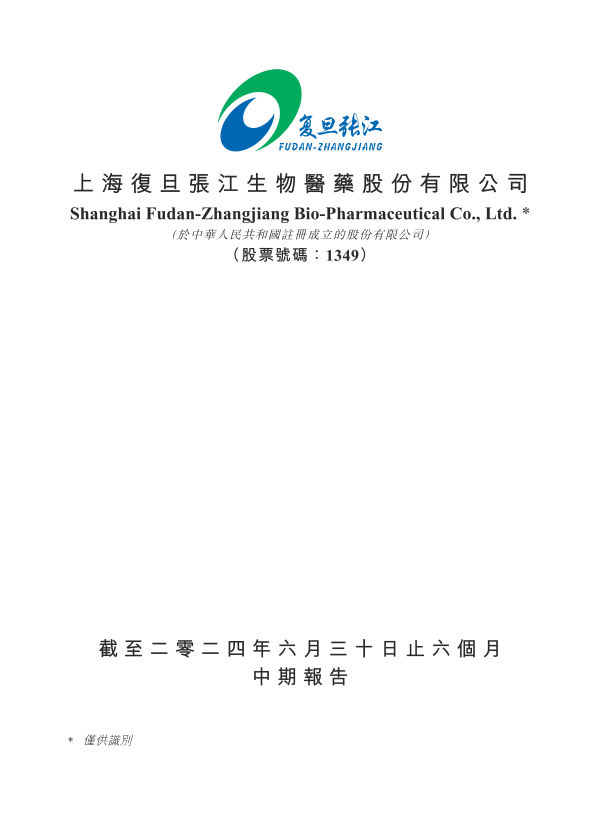 复旦张江
FUDAN-ZHANGJIANG
上海復旦張江生物醫藥股份有限公司
Shanghai Fudan-Zhangjiang Bio-Pharmaceutical Co., Ltd. *
（於中華人民共和國註冊成立的股份有限公司）
（股票號碼：1349）
截至二零二四年六月三十日止六個月
中期報告
* 僅供識別